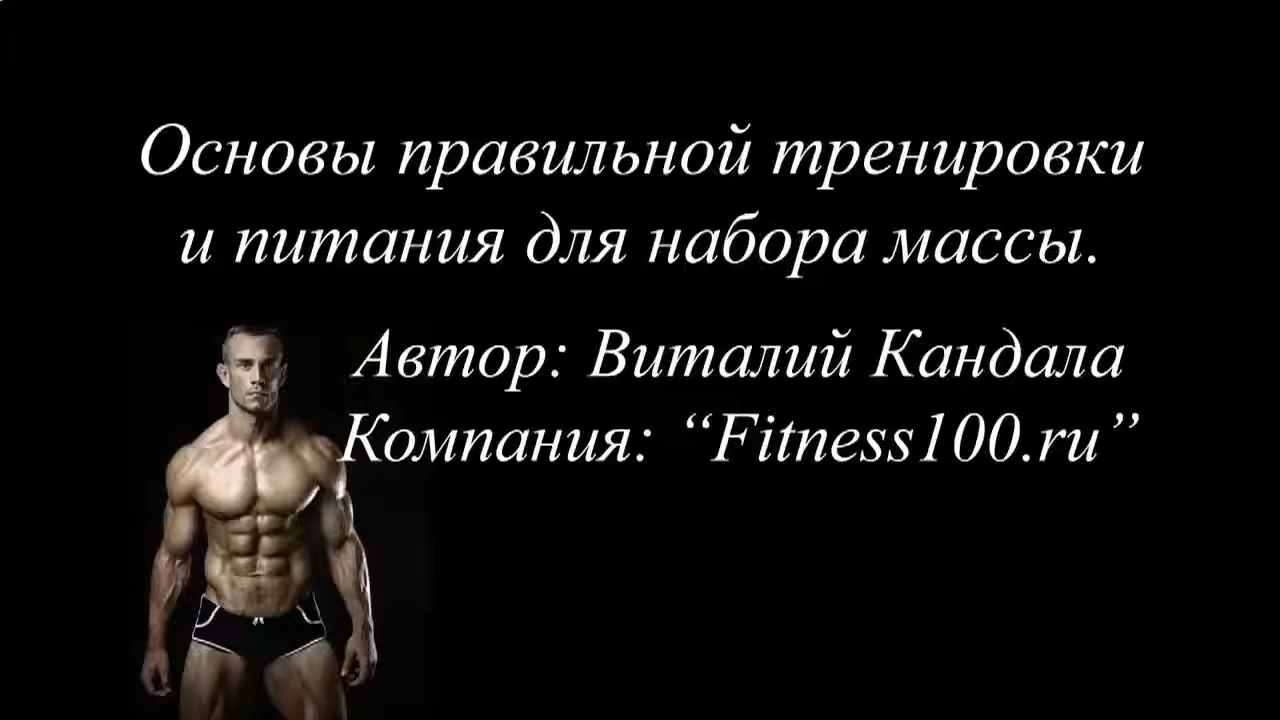 Основы правильной тренировки
и питания для набора массы.
Автор: Виталий Кандала
Компания: “Fitness100.ru”